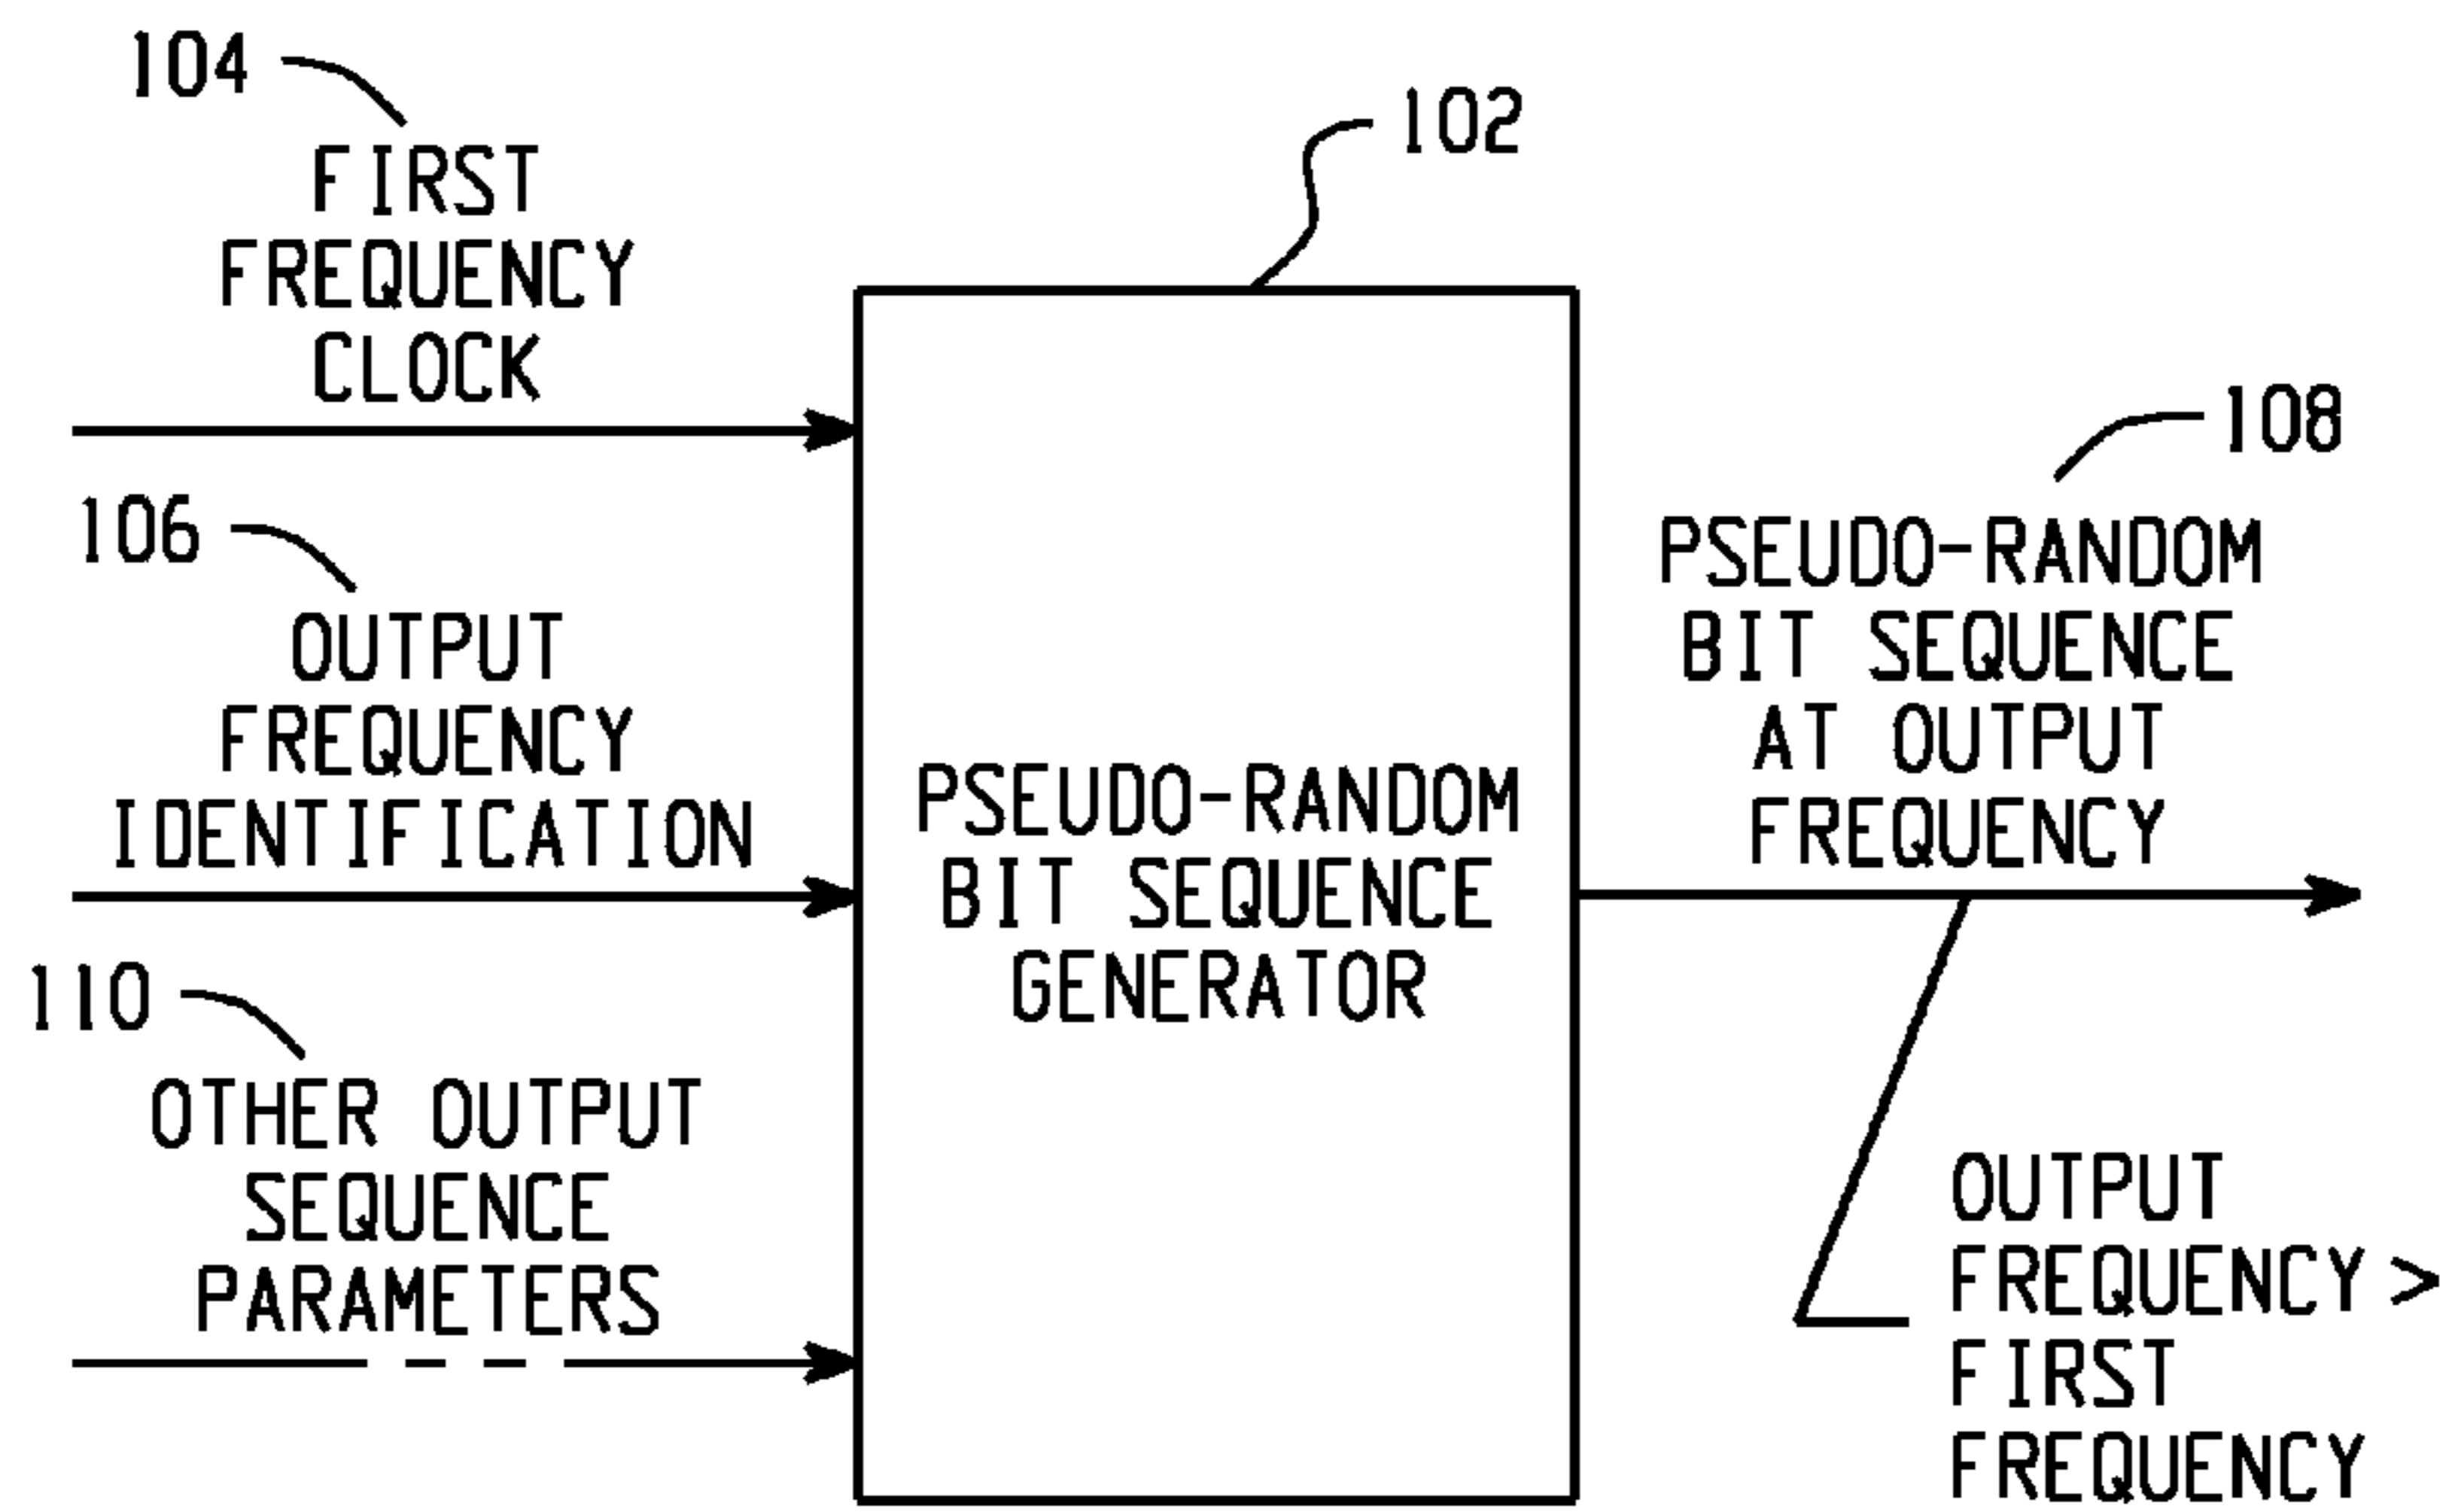 104
FIRST
FREQUENCY
CLOCK
106
OUTPUT
FREQUENCY
IDENTIFICATION
110
OTHER OUTPUT
SEQUENCE
PARAMETERS
102
PSEUDO-RANDOM
BIT SEQUENCE
GENERATOR
108
PSEUDO-RANDOM
BIT SEQUENCE
AT OUTPUT
FREQUENCY
OUTPUT
FREQUENCY >
FIRST
FREQUENCY